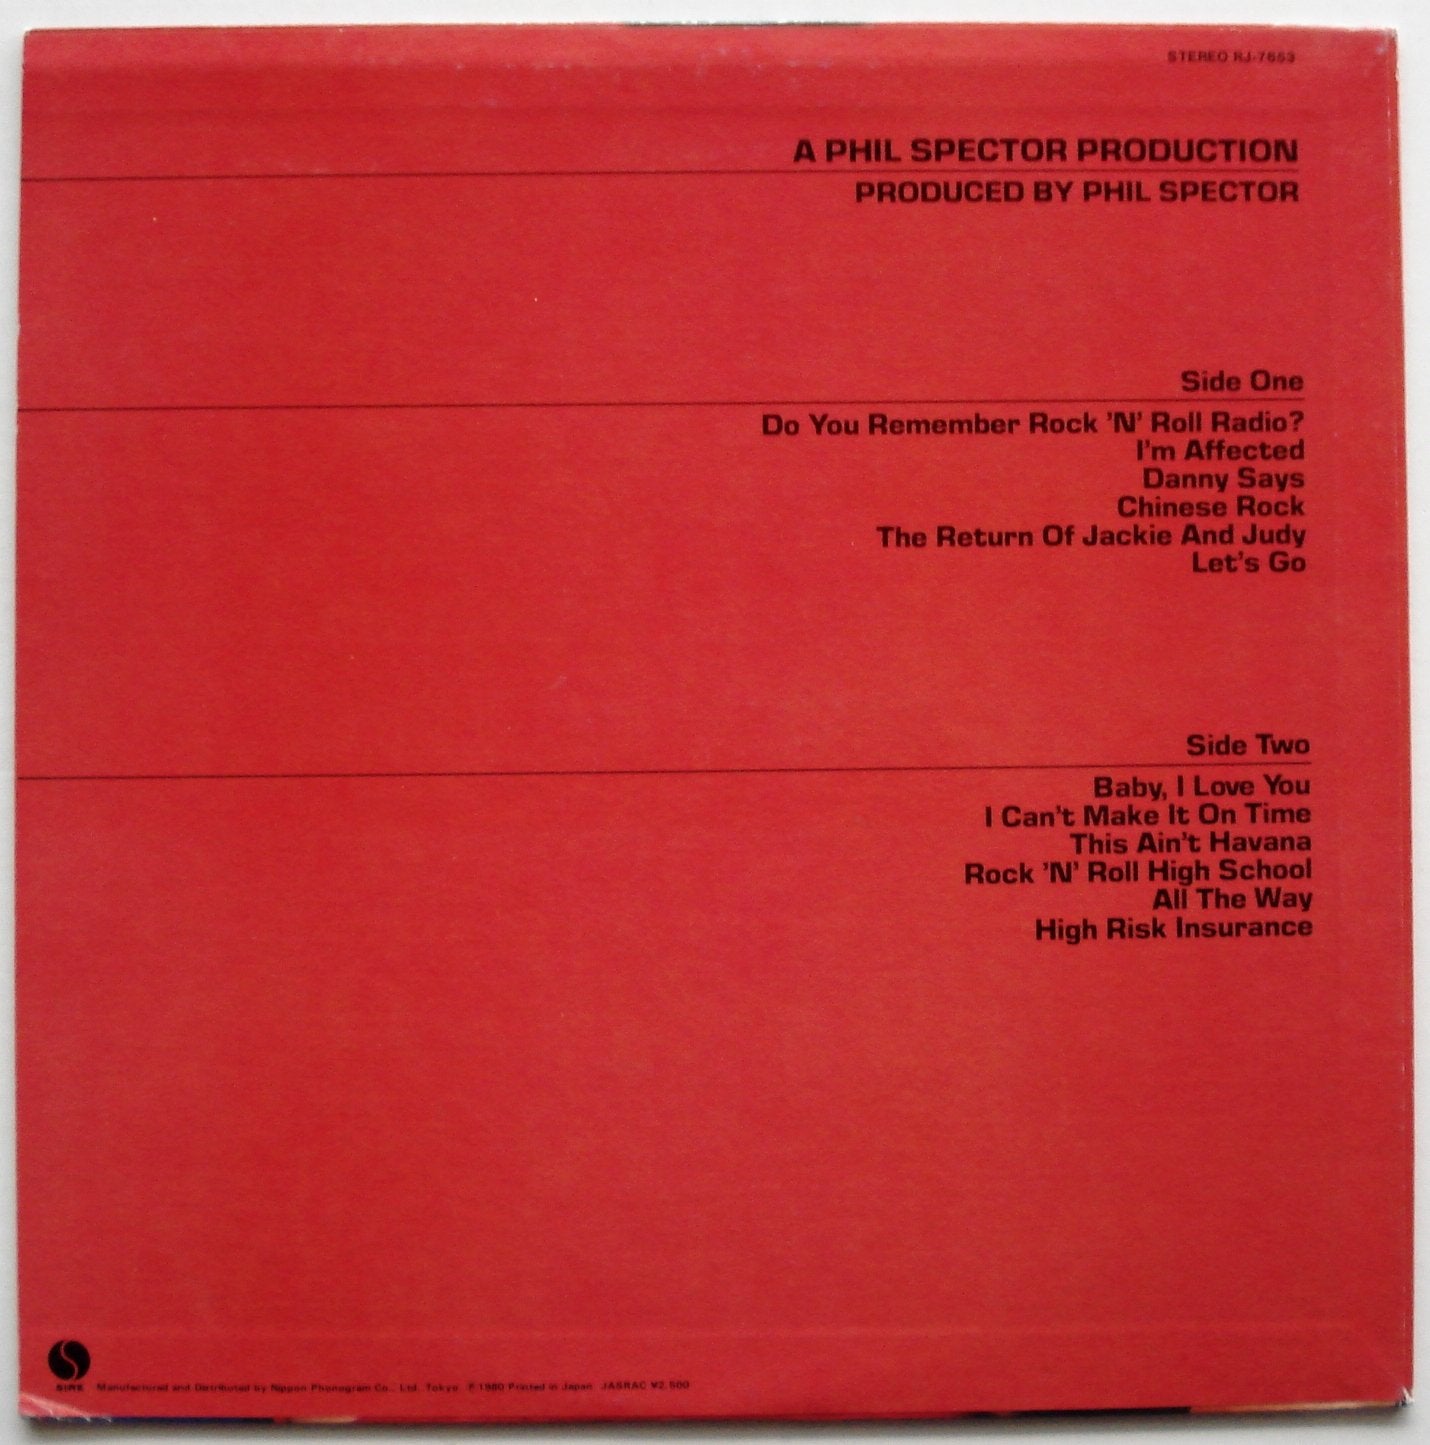 STEREO RJ-7653
A PHIL SPECTOR PRODUCTION
PRODUCED BY PHIL SPECTOR
Side One
Do You Remember Rock 'N' Roll Radio?
I'm Affected
Danny Says
Chinese Rock
The Return Of Jackie And Judy
Let's Go
Side Two
Baby, I Love You
I Can't Make It On Time
This Ain't Havana
Rock 'N' Roll High School
All The Way
High Risk Insurance
SIRE
Manufactured and Distributed by Nippon Phonogram Co., Ltd. Tokyo ℗ 1980 Printed in Japan JASRAC ¥2,500